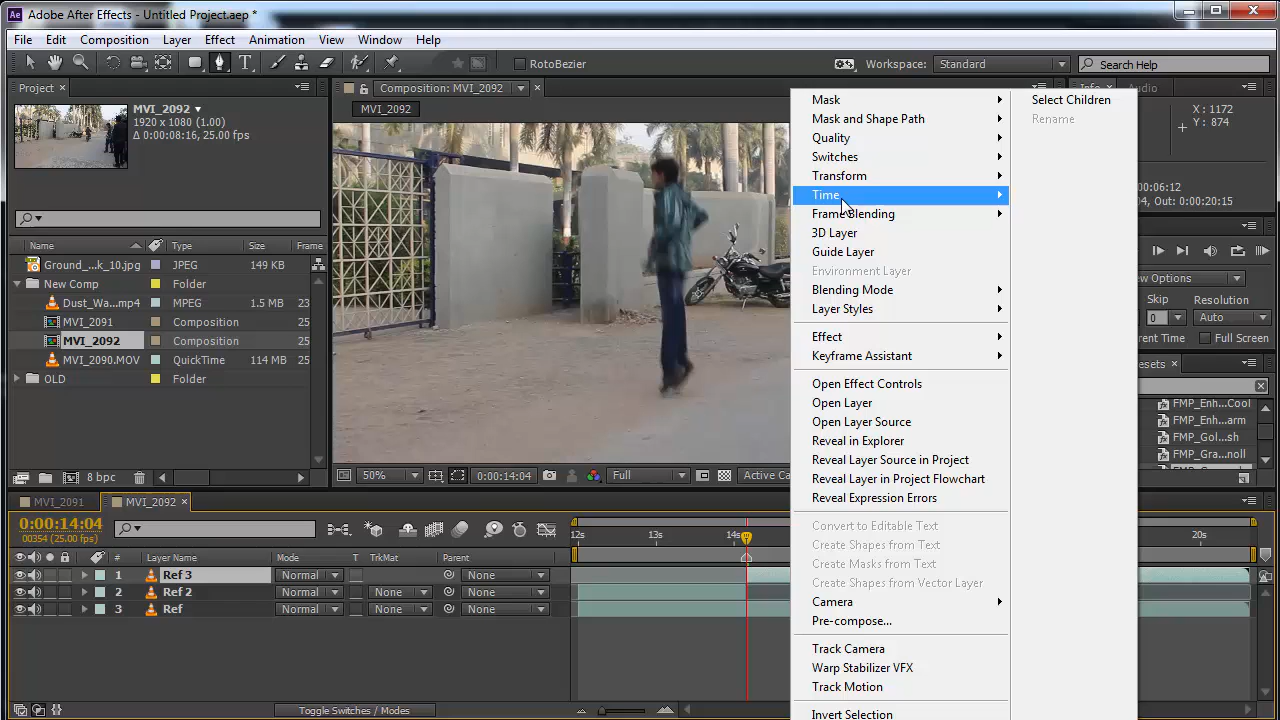 Adobe After Effects - Untitled Project.aep *
File Edit Composition Layer Effect Animation View Window Help
RotoBezier
Workspace: Standard
Search Help
Project
Composition: MVI_2092
Info
Audio
MVI_2092
1920 x 1080 (1.00)
Δ 0:00:08:16, 25.00 fps
MVI_2092
X : 1172
Y : 874
Name Type Size Frame
Ground_...k_10.jpg JPEG 149 KB
New Comp Folder
Dust_Wa...mp4 MPEG 1.5 MB 23
MVI_2091 Composition 25
MVI_2092 Composition 25
MVI_2090.MOV QuickTime 114 MB 25
OLD Folder
8 bpc
50%
0:00:14:04
Full
Active Ca
Mask
Mask and Shape Path
Quality
Switches
Transform
Time
Frame Blending
3D Layer
Guide Layer
Environment Layer
Blending Mode
Layer Styles
Effect
Keyframe Assistant
Open Effect Controls
Open Layer
Open Layer Source
Reveal in Explorer
Reveal Layer Source in Project
Reveal Layer in Project Flowchart
Reveal Expression Errors
Convert to Editable Text
Create Shapes from Text
Create Masks from Text
Create Shapes from Vector Layer
Camera
Pre-compose...
Track Camera
Warp Stabilizer VFX
Track Motion
Invert Selection
Select Children
Rename
:00:06:12
04, Out: 0:00:20:15
Skip Resolution
0 Auto
Full Screen
FMP_Enh...Cool
FMP_Enh...arm
FMP_Gol...sh
FMP_Gra...noll
MVI_2091
MVI_2092
0:00:14:04
00354 (25.00 fps)
12s 13s 14s 20s
# Layer Name Mode T TrkMat Parent
1 Ref 3 Normal None
2 Ref 2 Normal None None
3 Ref Normal None None
Toggle Switches / Modes